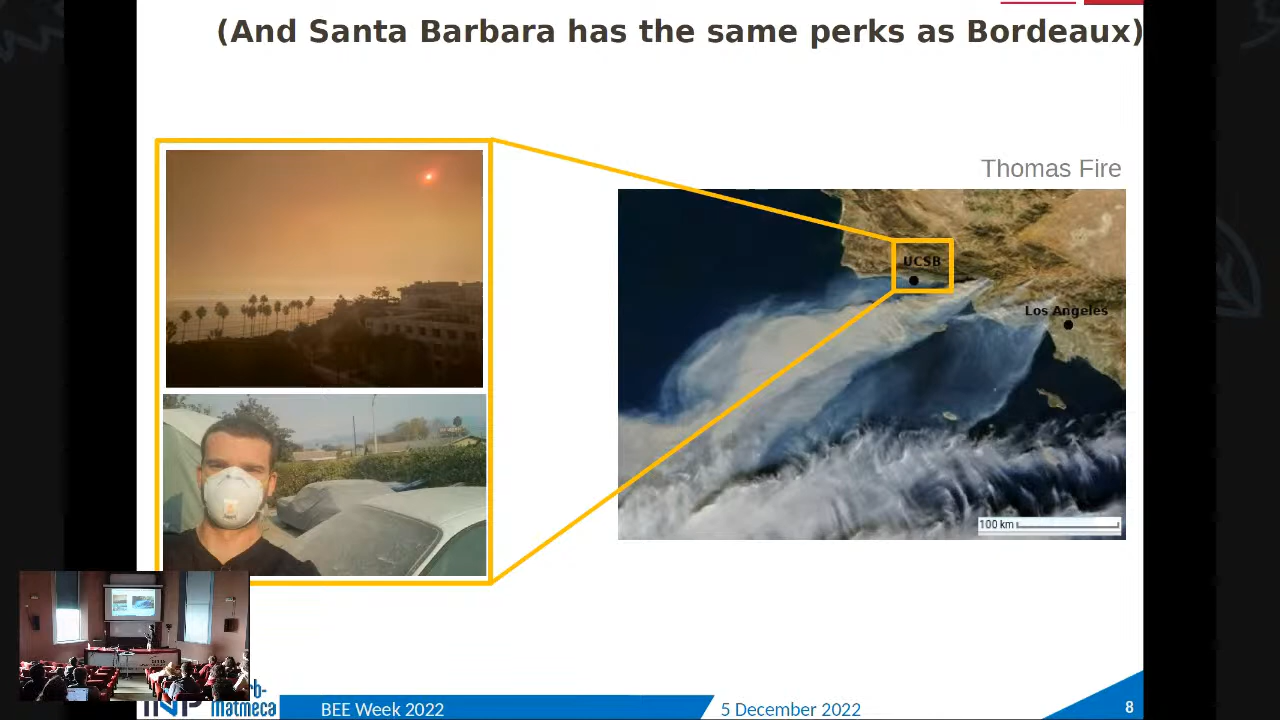 (And Santa Barbara has the same perks as Bordeaux)
Thomas Fire
UCSB
Los Angeles
100 km
matmeca
BEE Week 2022
5 December 2022
8